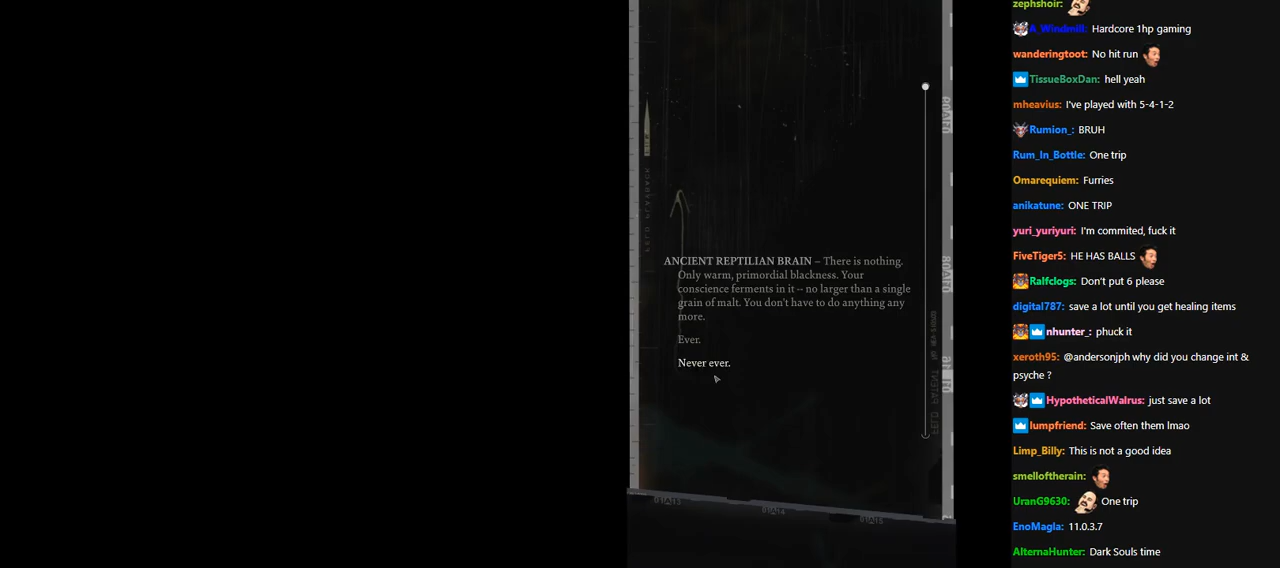 ANCIENT REPTILIAN BRAIN – There is nothing.
Only warm, primordial blackness. Your
conscience ferments in it – no larger than a single
grain of malt. You don't have to do anything any
more.
Ever.
Never ever.
zephshoir:
A_Windmill: Hardcore 1hp gaming
wanderingtoot: No hit run
TissueBoxDan: hell yeah
mheavius: I've played with 5-4-1-2
Rumion_: BRUH
Rum_In_Bottle: One trip
Omarequiem: Furries
anikatune: ONE TRIP
yuri_yuriyuri: I'm commited, fuck it
FiveTiger5: HE HAS BALLS
Ralfclogs: Don't put 6 please
digital787: save a lot until you get healing items
nhunter_: phuck it
xeroth95: @andersonjph why did you change int &
psyche ?
HypotheticalWalrus: just save a lot
lumpfriend: Save often them lmao
Limp_Billy: This is not a good idea
smelloftherain:
UranG9630: One trip
EnoMagla: 11.0.3.7
AlternaHunter: Dark Souls time